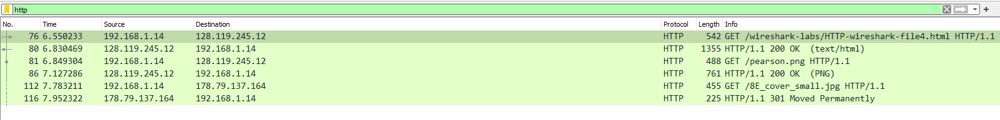 http
No. Time Source Destination Protocol Length Info
76 6.550233 192.168.1.14 128.119.245.12 HTTP 542 GET /wireshark-labs/HTTP-wireshark-file4.html HTTP/1.1
80 6.830469 128.119.245.12 192.168.1.14 HTTP 1355 HTTP/1.1 200 OK (text/html)
81 6.849304 192.168.1.14 128.119.245.12 HTTP 488 GET /pearson.png HTTP/1.1
86 7.127286 128.119.245.12 192.168.1.14 HTTP 761 HTTP/1.1 200 OK (PNG)
112 7.783211 192.168.1.14 178.79.137.164 HTTP 455 GET /8E_cover_small.jpg HTTP/1.1
116 7.952322 178.79.137.164 192.168.1.14 HTTP 225 HTTP/1.1 301 Moved Permanently